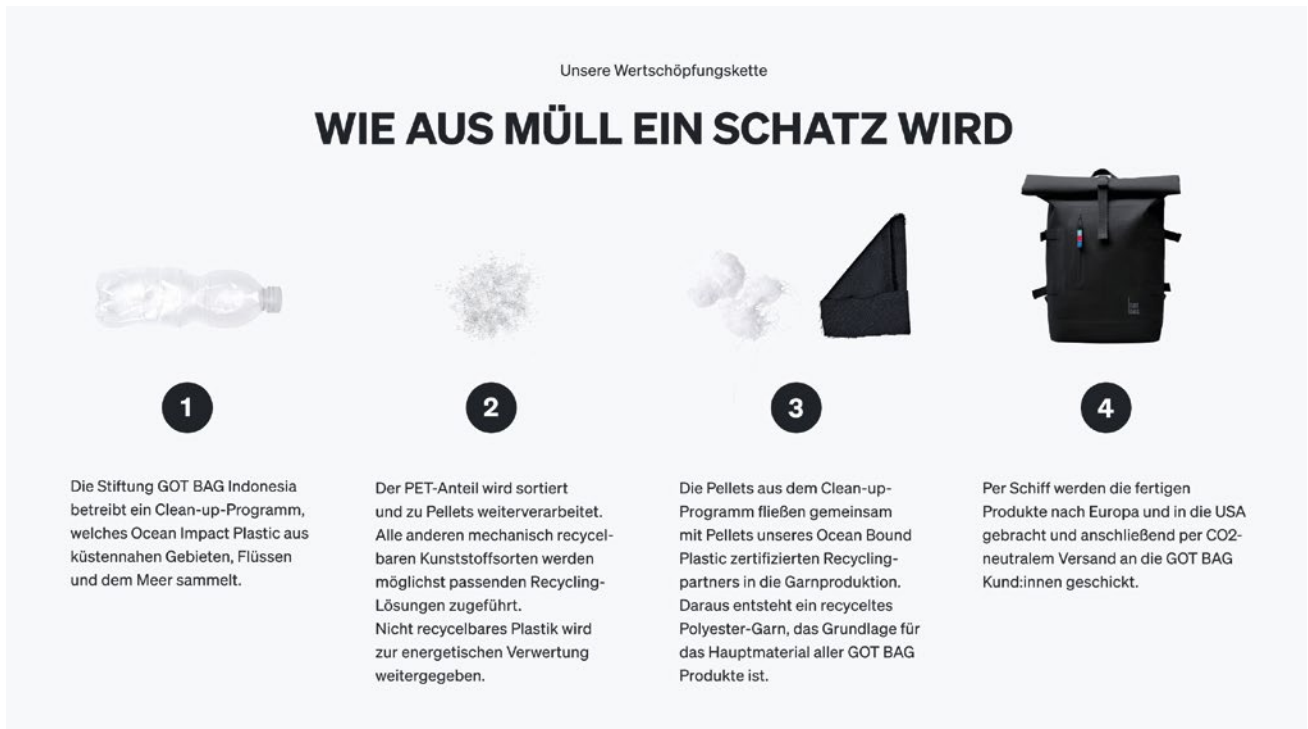 Unsere Wertschöpfungskette
WIE AUS MÜLL EIN SCHATZ WIRD
1
Die Stiftung GOT BAG Indonesia
betreibt ein Clean-up-Programm,
welches Ocean Impact Plastic aus
küstennahen Gebieten, Flüssen
und dem Meer sammelt.
2
Der PET-Anteil wird sortiert
und zu Pellets weiterverarbeitet.
Alle anderen mechanisch recycel-
baren Kunststoffsorten werden
möglichst passenden Recycling-
Lösungen zugeführt.
Nicht recycelbares Plastik wird
zur energetischen Verwertung
weitergegeben.
3
Die Pellets aus dem Clean-up-
Programm fließen gemeinsam
mit Pellets unseres Ocean Bound
Plastic zertifizierten Recycling-
partners in die Garnproduktion.
Daraus entsteht ein recyceltes
Polyester-Garn, das Grundlage für
das Hauptmaterial aller GOT BAG
Produkte ist.
GOT
BAG
4
Per Schiff werden die fertigen
Produkte nach Europa und in die USA
gebracht und anschließend per CO2-
neutralem Versand an die GOT BAG
Kund:innen geschickt.